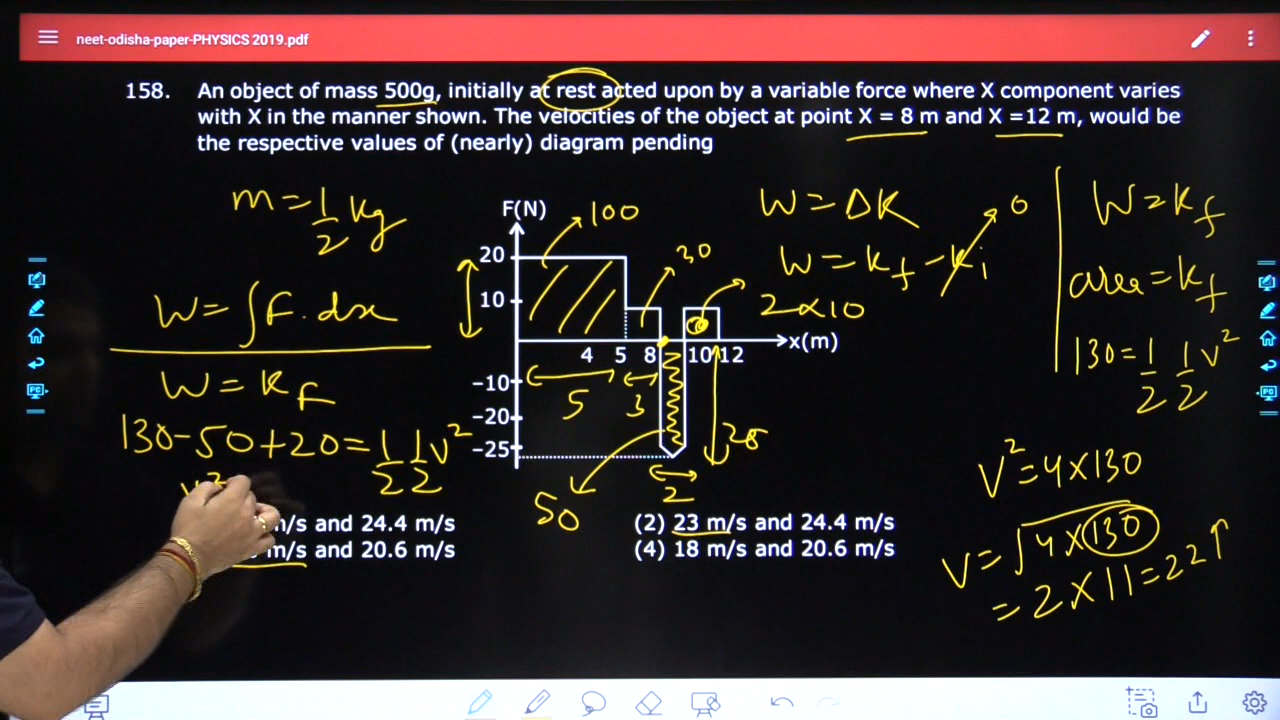 neet-odisha-paper-PHYSICS 2019.pdf
158. An object of mass 500g, initially at rest acted upon by a variable force where X component varies
with X in the manner shown. The velocities of the object at point X = 8 m and X =12 m, would be
the respective values of (nearly) diagram pending
m = 1/2 kg
W = ∫F. dx
W = Kf
130 - 50 + 20 = 1/2 1/2 v²
v²
F(N)
20
10
-10
-20
-25
4 5 8 10 12
x(m)
100
30
2 × 10
5
3
2
50
W = ΔK
W = Kf - Ki
0
W = Kf
area = Kf
130 = 1/2 1/2 v²
V² = 4 × 130
V = √4 × 130
= 2 × 11 = 22 ↑
m/s and 24.4 m/s
(2) 23 m/s and 24.4 m/s
m/s and 20.6 m/s
(4) 18 m/s and 20.6 m/s
PC
PC